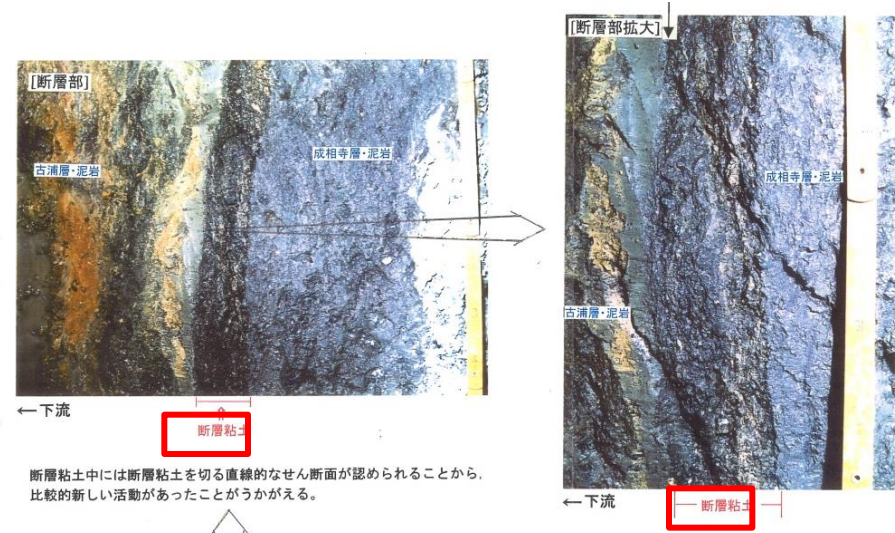 [断層部]
古浦層・泥岩
成相寺層・泥岩
←下流
断層粘土
断層粘土中には断層粘土を切る直線的なせん断面が認められることから,
比較的新しい活動があったことがうかがえる。
[断層部拡大]
成相寺層・泥岩
古浦層・泥岩
←下流
断層粘土